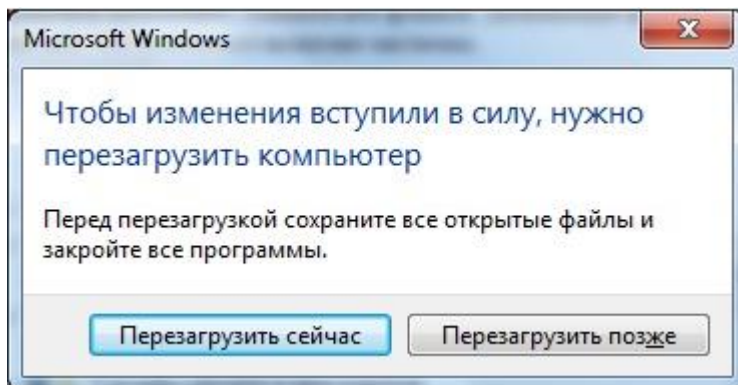 Microsoft Windows
Чтобы изменения вступили в силу, нужно
перезагрузить компьютер
Перед перезагрузкой сохраните все открытые файлы и
закройте все программы.
Перезагрузить сейчас
Перезагрузить позже